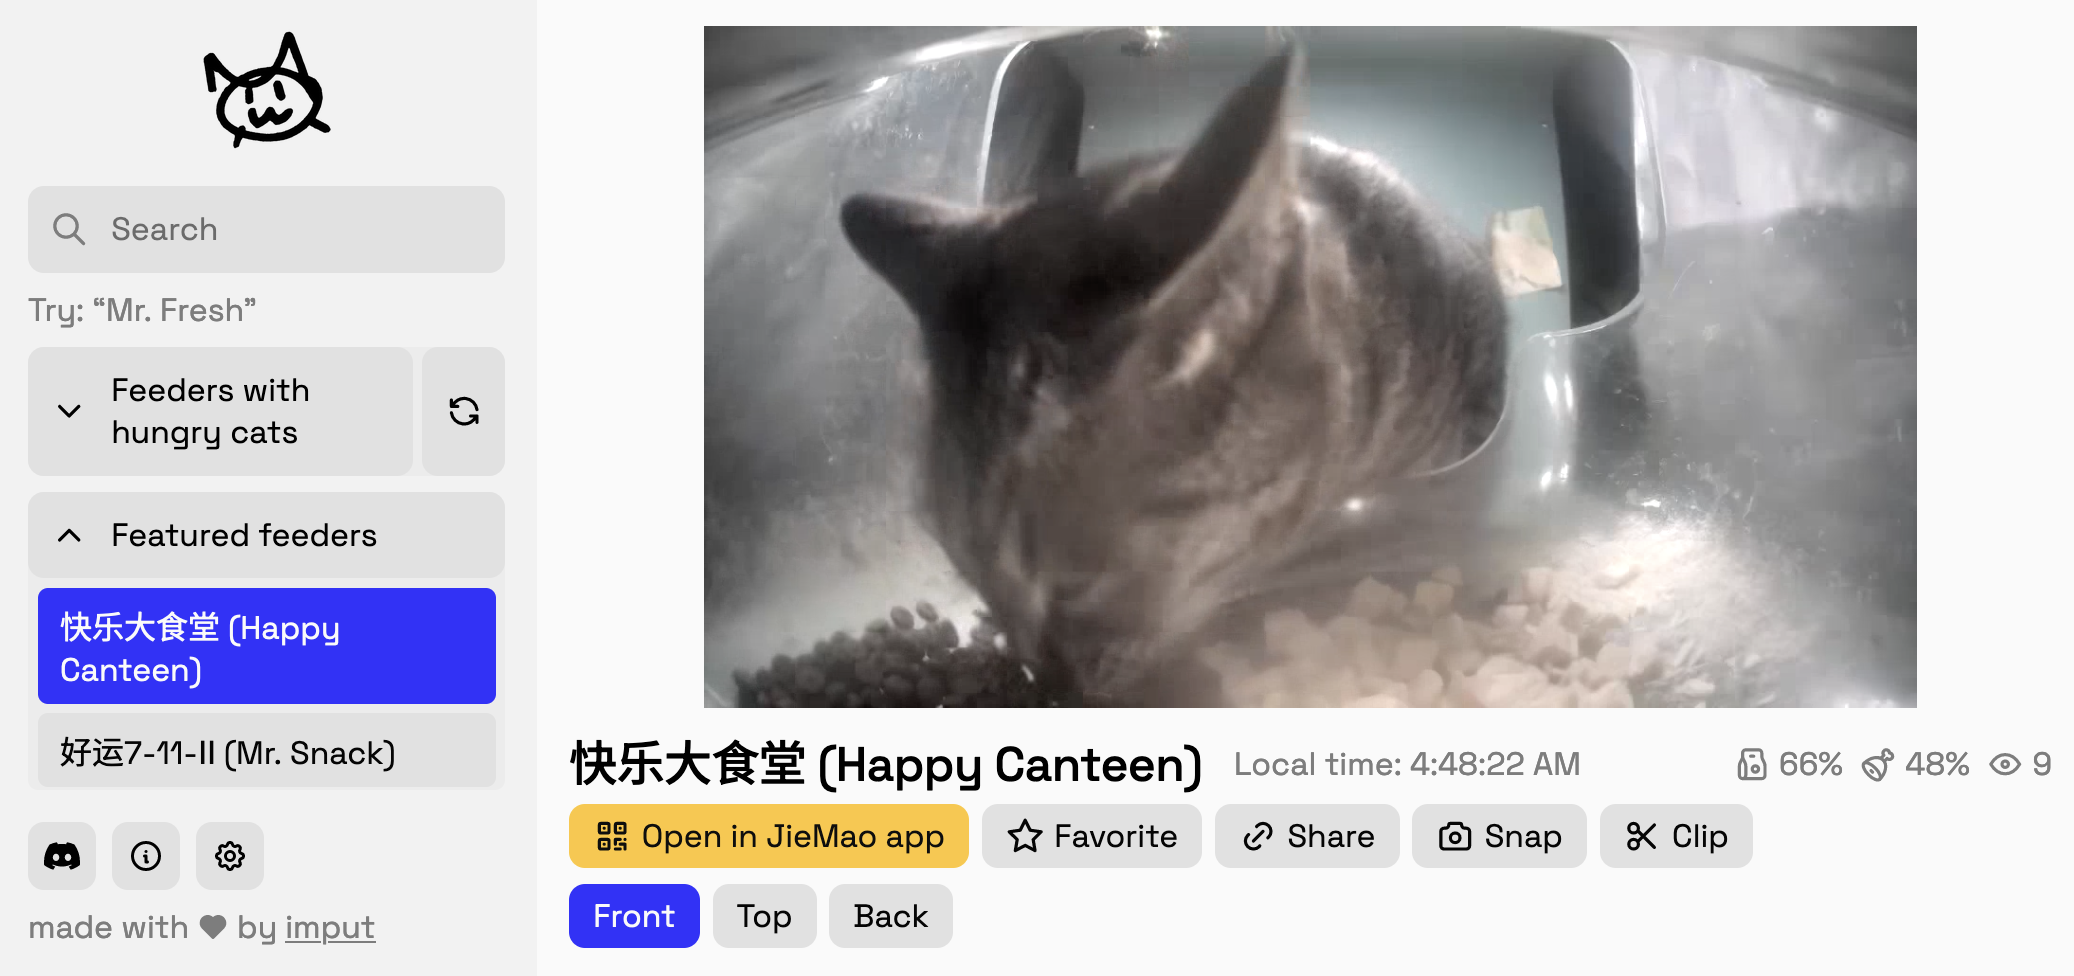 Search
Try: “Mr. Fresh”
Feeders with
hungry cats
Featured feeders
快乐大食堂 (Happy
Canteen)
好运7-11-II (Mr. Snack)
made with by imput
快乐大食堂 (Happy Canteen) Local time: 4:48:22 AM 66% 48% 9
Open in JieMao app Favorite Share Snap Clip
Front Top Back